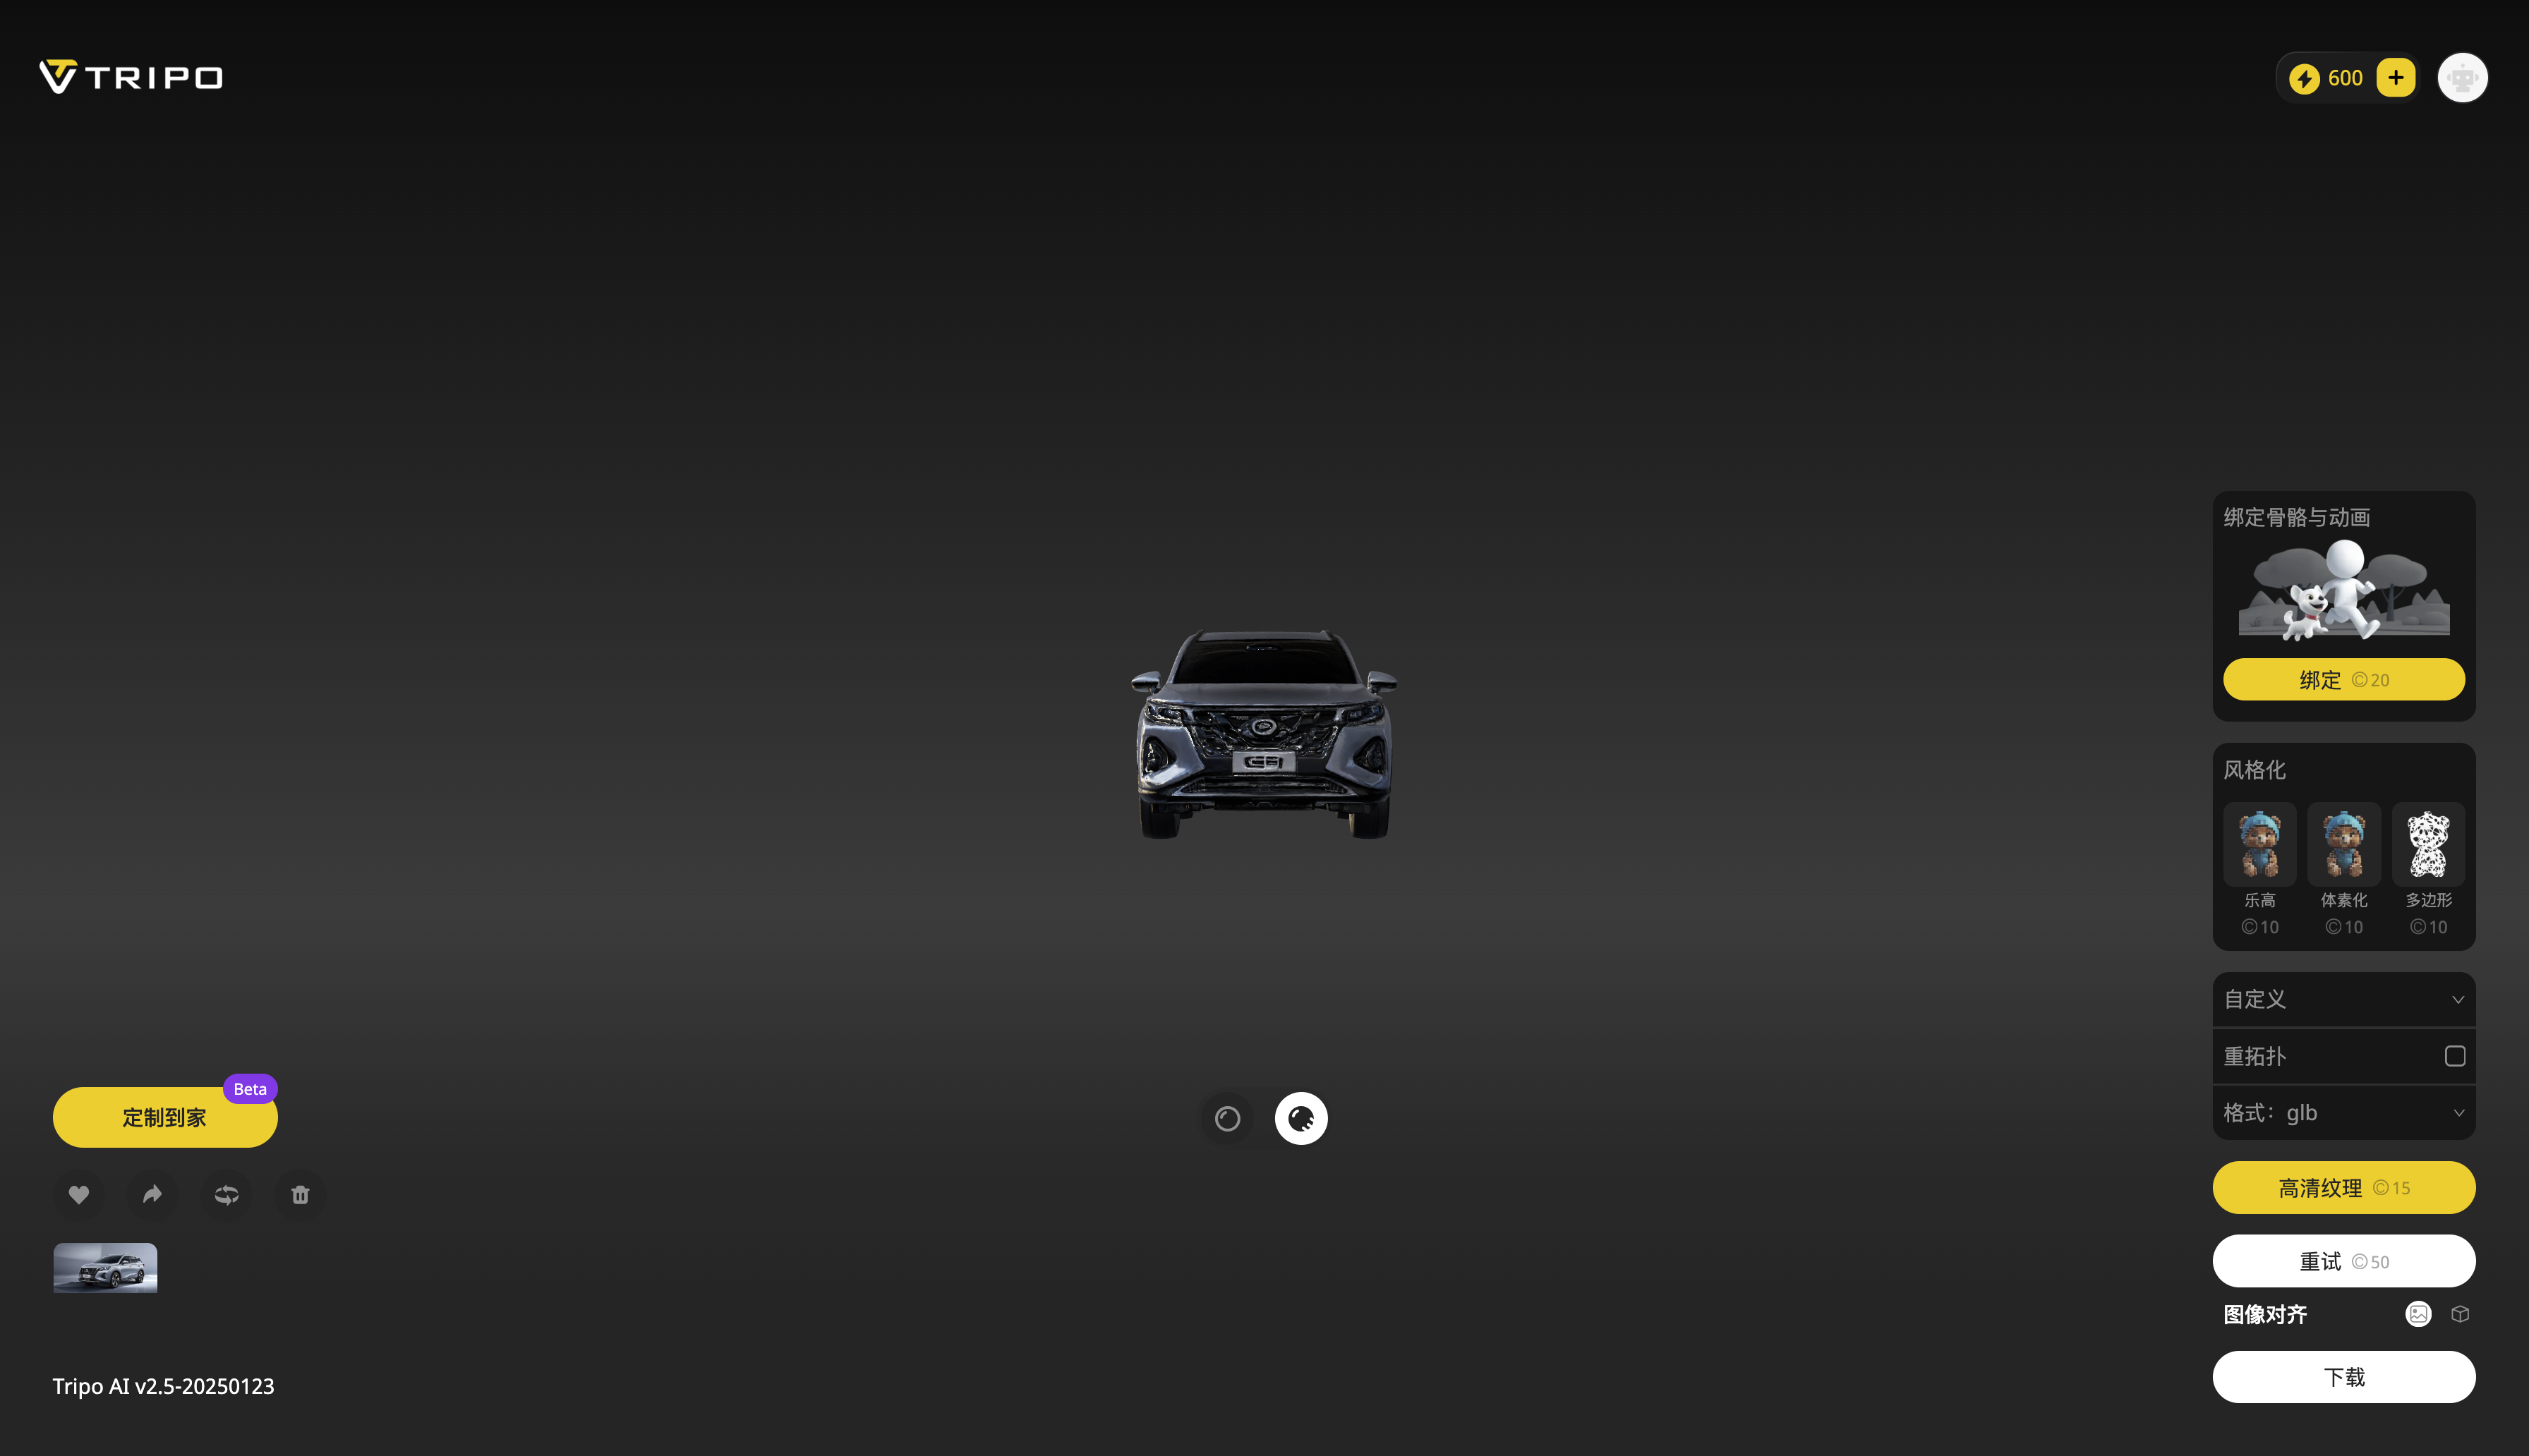 TRIPO
600
绑定骨骼与动画
绑定 ©20
风格化
乐高
体素化
多边形
©10
©10
©10
自定义
重拓扑
格式：glb
Beta
定制到家
高清纹理 ©15
重试 ©50
图像对齐
下载
Tripo AI v2.5-20250123